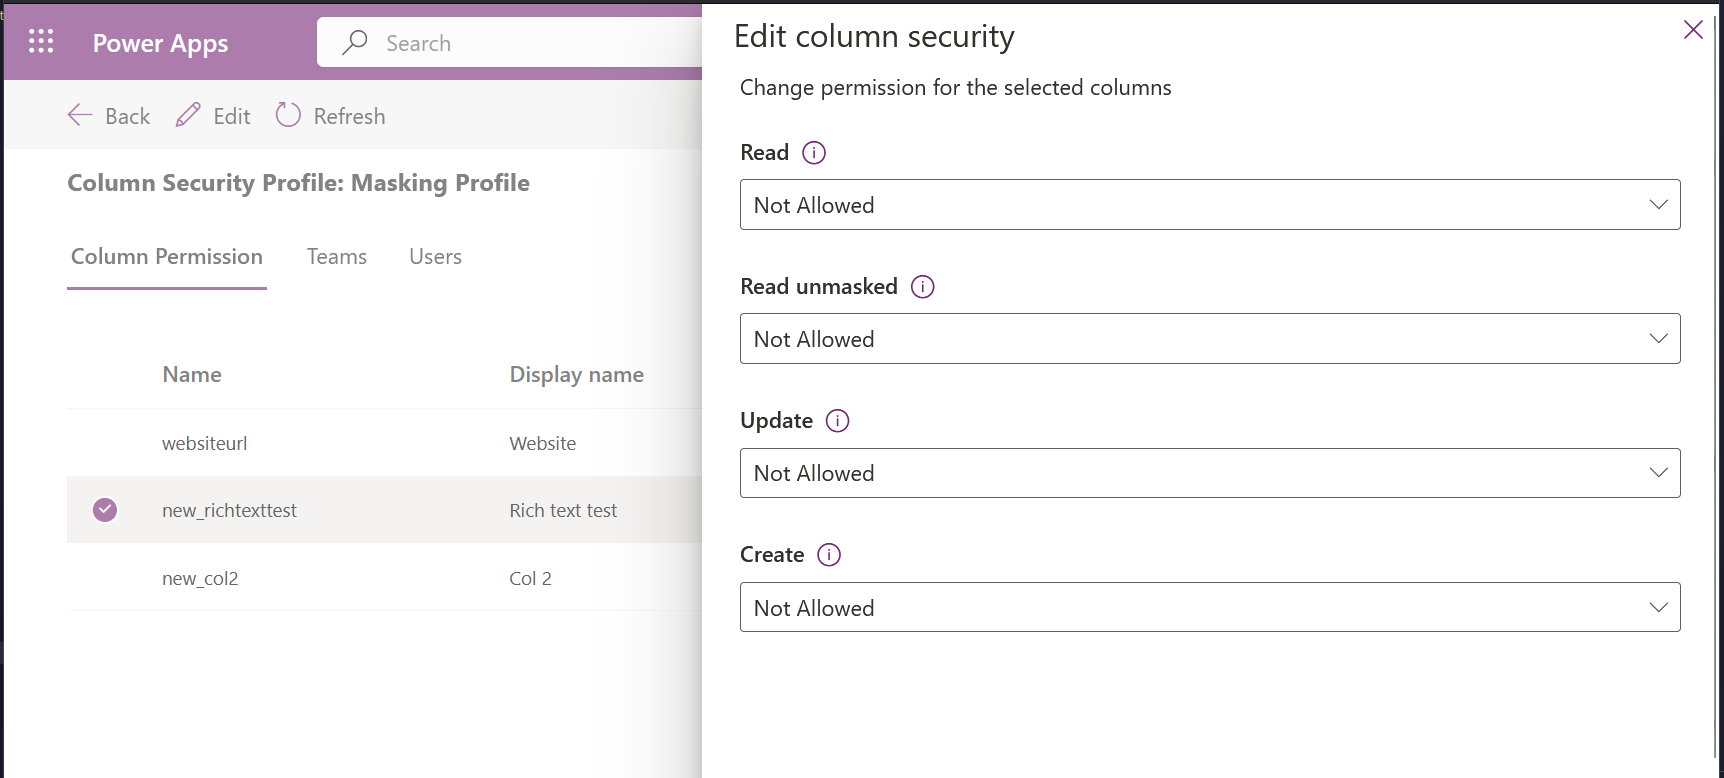 Power Apps
Search
Back Edit Refresh
Column Security Profile: Masking Profile
Column Permission Teams Users
Name Display name
websiteurl Website
new_richtexttest Rich text test
new_col2 Col 2
Edit column security
Change permission for the selected columns
Read
Not Allowed
Read unmasked
Not Allowed
Update
Not Allowed
Create
Not Allowed